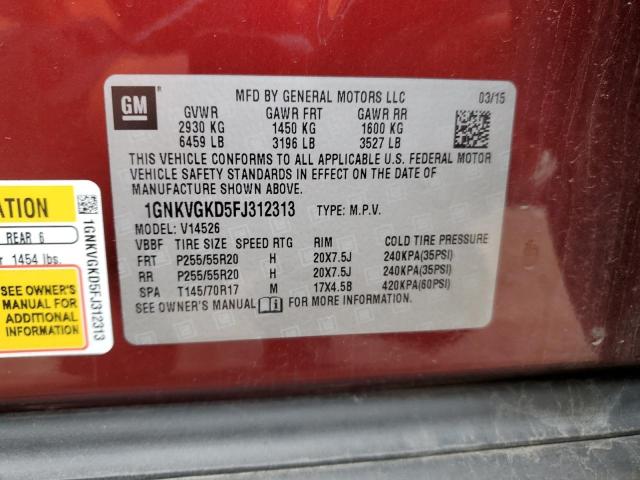 GM
MFD BY GENERAL MOTORS LLC 03/15
GVWR GAWR FRT GAWR RR
2930 KG 1450 KG 1600 KG
6459 LB 3196 LB 3527 LB
THIS VEHICLE CONFORMS TO ALL APPLICABLE U.S. FEDERAL MOTOR
VEHICLE SAFETY STANDARDS IN EFFECT ON THE DATE OF
MANUFACTURE SHOWN ABOVE.
1GNKVGKD5FJ312313 TYPE: M.P.V.
MODEL: V14526
VBBF TIRE SIZE SPEED RTG RIM COLD TIRE PRESSURE
FRT P255/55R20 H 20X7.5J 240KPA(35PSI)
RR P255/55R20 H 20X7.5J 240KPA(35PSI)
SPA T145/70R17 M 17X4.5B 420KPA(60PSI)
SEE OWNER'S MANUAL FOR MORE INFORMATION.
ATION
REAR 6
r 1454 lbs.
SEE OWNER'S
MANUAL FOR
ADDITIONAL
INFORMATION
1GNKVGKD5FJ312313